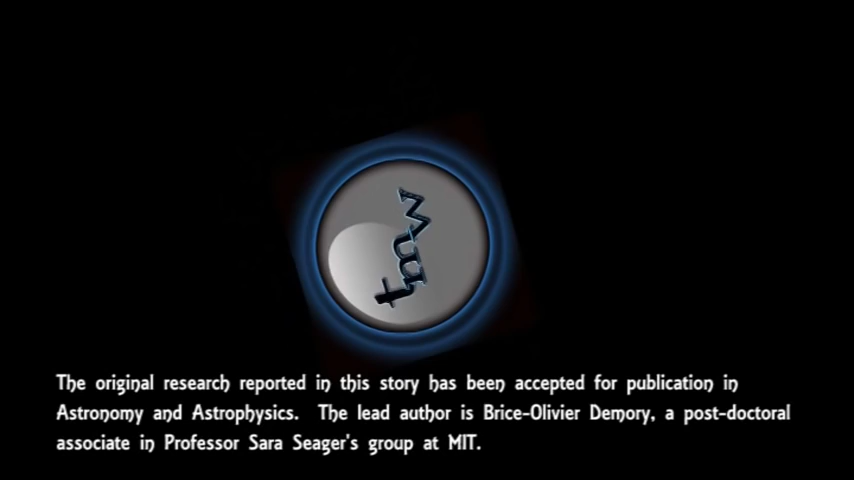 tmw
The original research reported in this story has been accepted for publication in
Astronomy and Astrophysics. The lead author is Brice-Olivier Demory, a post-doctoral
associate in Professor Sara Seager's group at MIT.